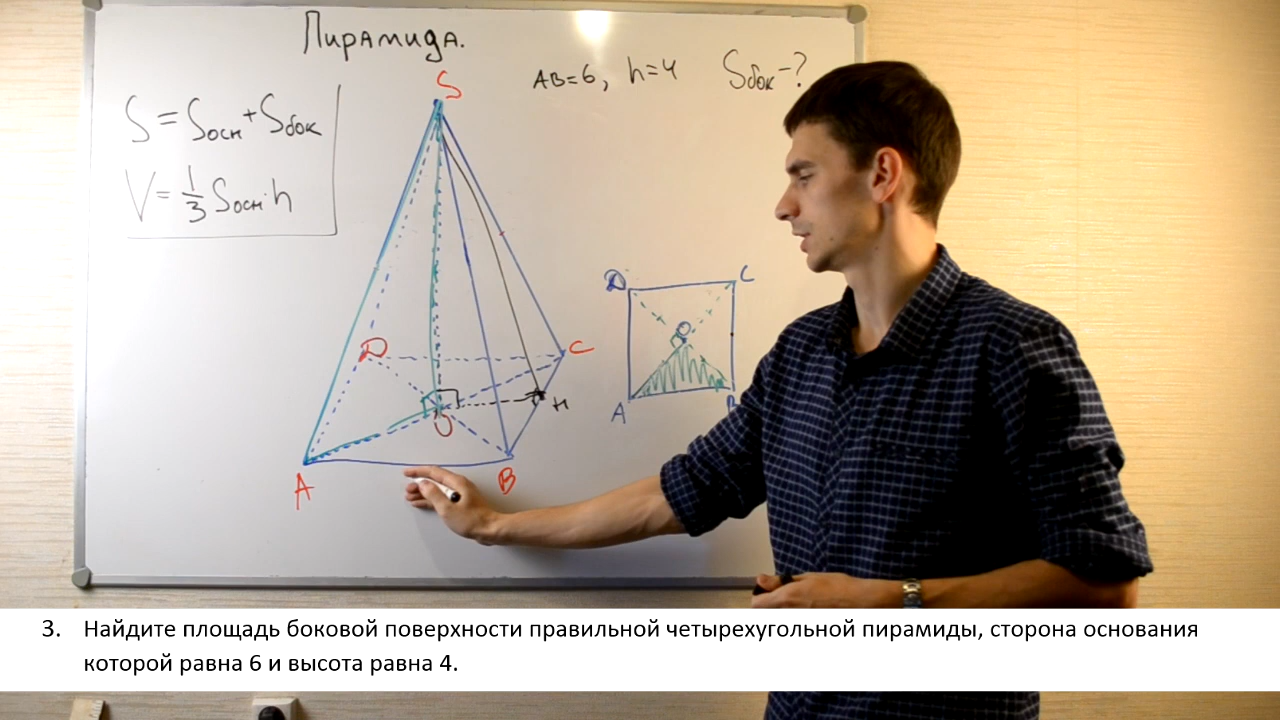 Пирамида.
AB=6, h=4 Sбок-?
S=Sосн+Sбок
V=1/3 Sосн·h
S
D
C
O
H
A
B
D
C
O
A
B
3. Найдите площадь боковой поверхности правильной четырехугольной пирамиды, сторона основания
которой равна 6 и высота равна 4.